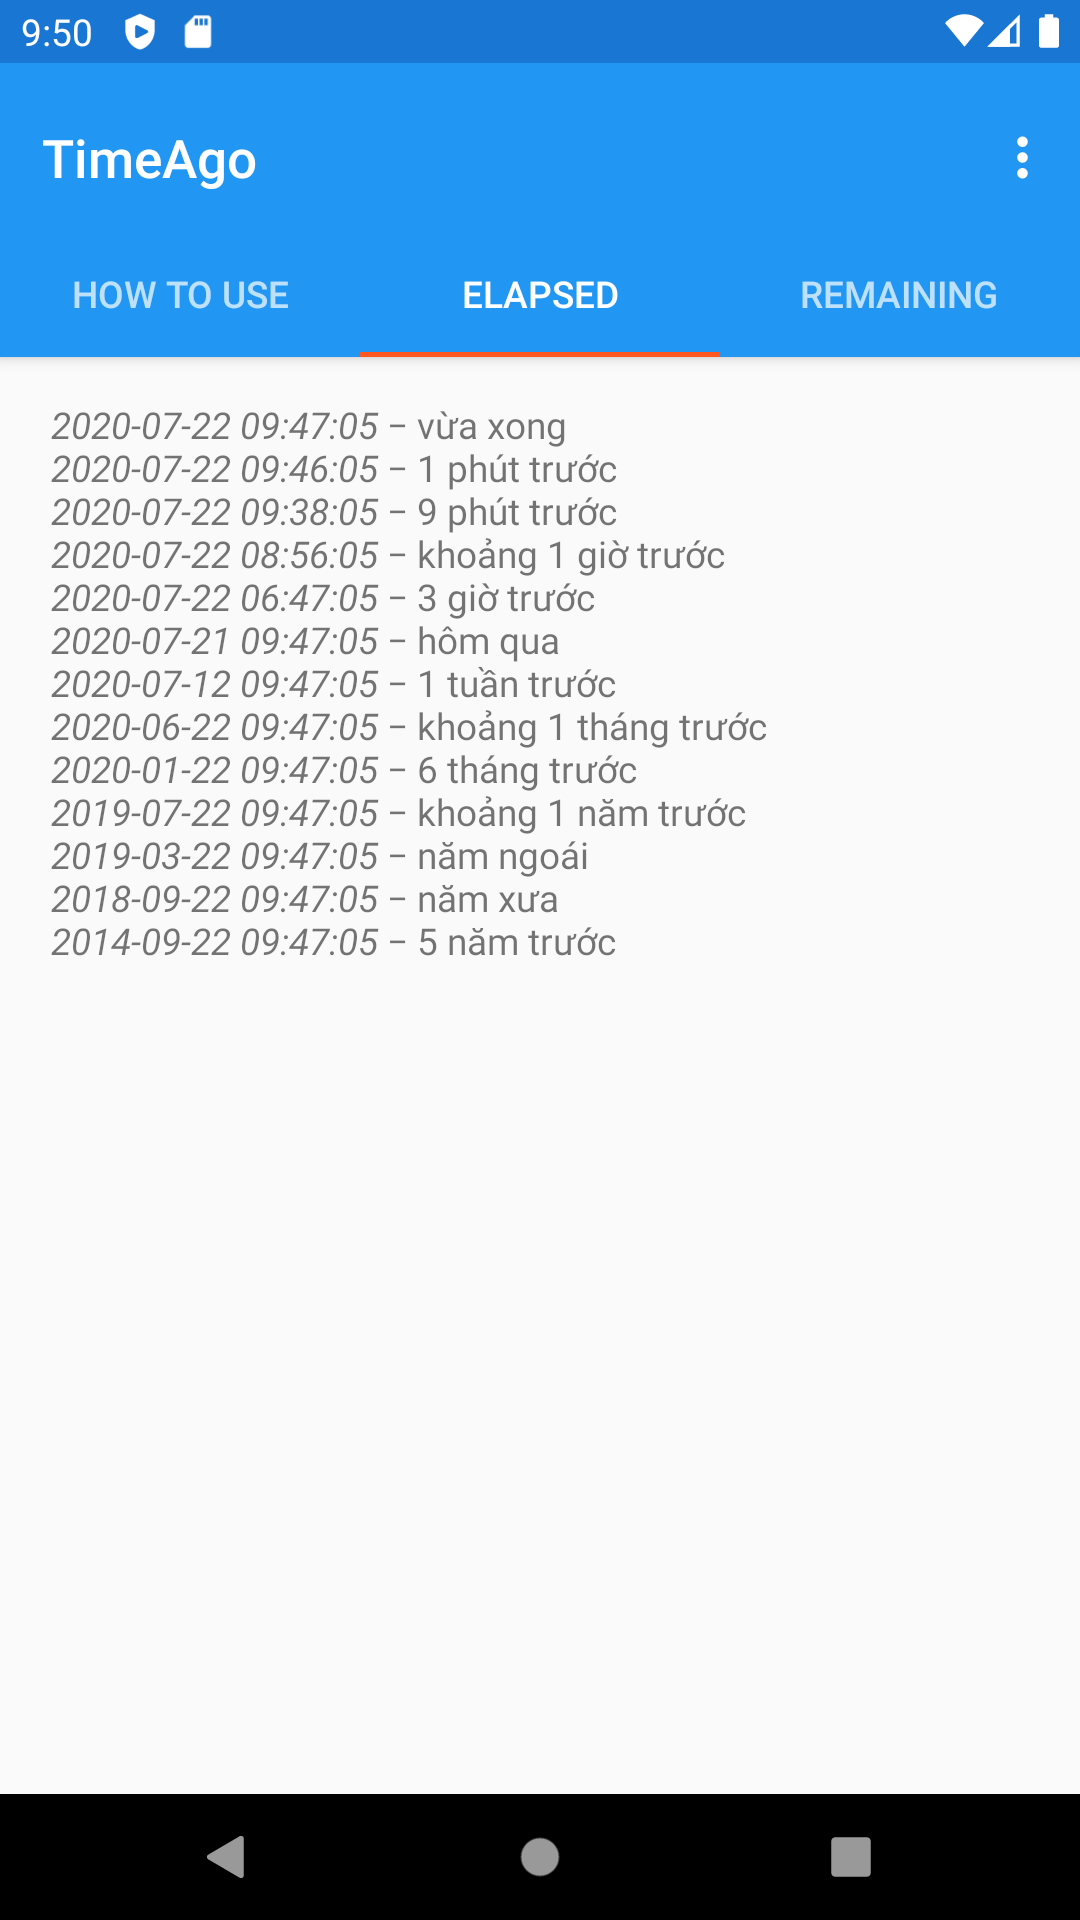 9:50
TimeAgo
HOW TO USE
ELAPSED
REMAINING
2020-07-22 09:47:05 – vừa xong
2020-07-22 09:46:05 – 1 phút trước
2020-07-22 09:38:05 – 9 phút trước
2020-07-22 08:56:05 – khoảng 1 giờ trước
2020-07-22 06:47:05 – 3 giờ trước
2020-07-21 09:47:05 – hôm qua
2020-07-12 09:47:05 – 1 tuần trước
2020-06-22 09:47:05 – khoảng 1 tháng trước
2020-01-22 09:47:05 – 6 tháng trước
2019-07-22 09:47:05 – khoảng 1 năm trước
2019-03-22 09:47:05 – năm ngoái
2018-09-22 09:47:05 – năm xưa
2014-09-22 09:47:05 – 5 năm trước